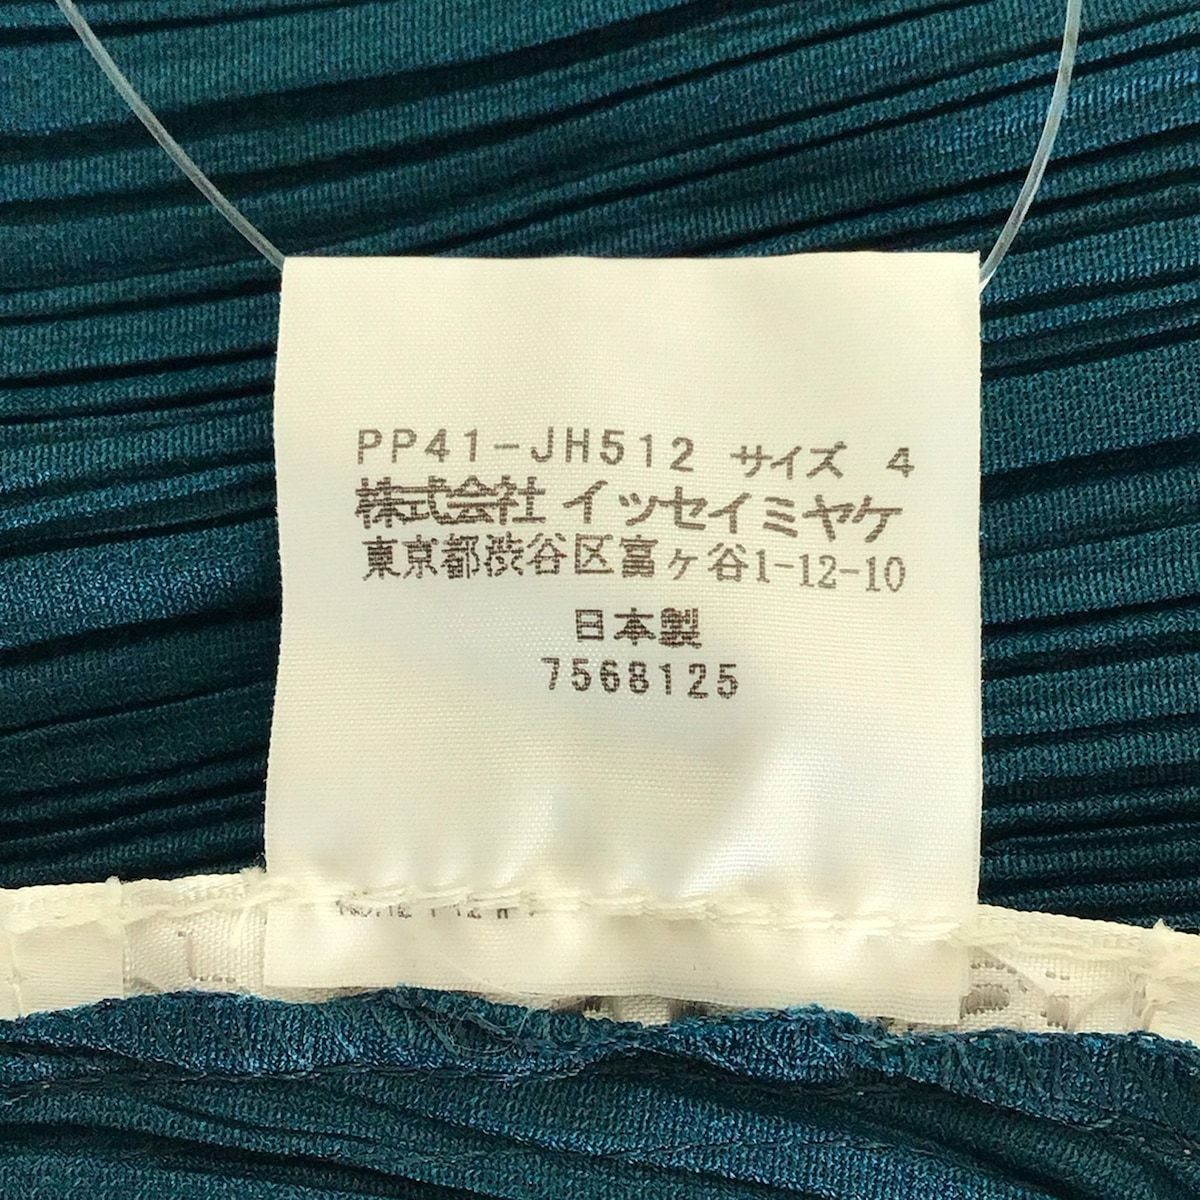 PP41-JH512 サイズ 4
株式会社 イッセイミヤケ
東京都渋谷区富ヶ谷1-12-10
日本製
7568125